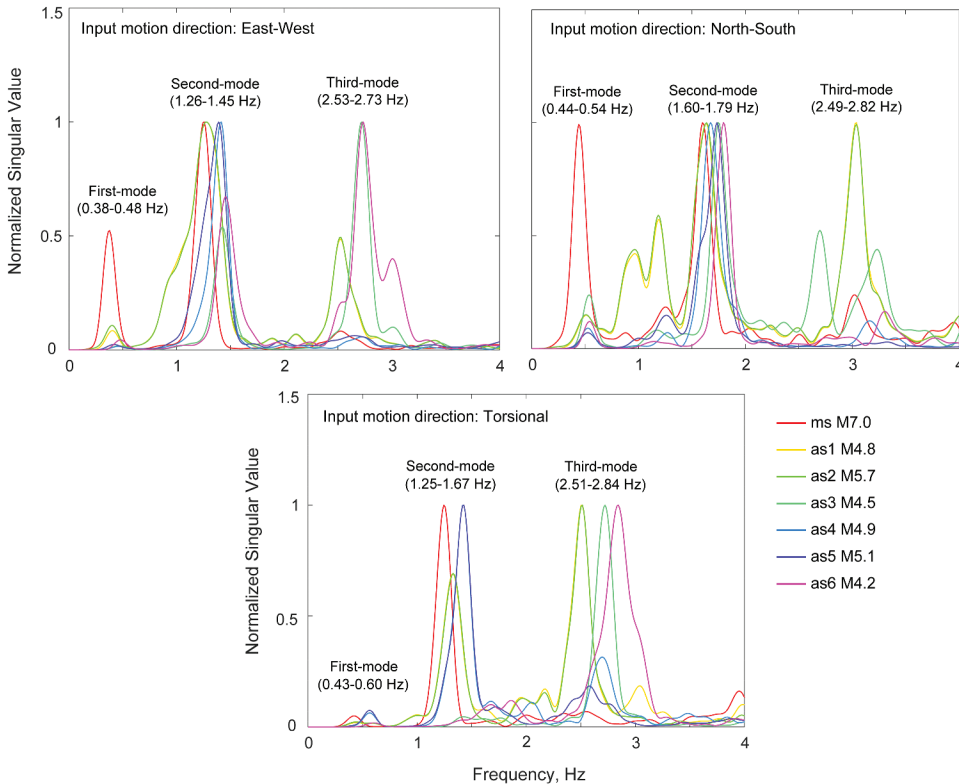 1.5
Input motion direction: East-West
Second-mode
(1.26-1.45 Hz)
Third-mode
(2.53-2.73 Hz)
1
First-mode
(0.38-0.48 Hz)
0.5
0
0
1
2
3
4
Normalized Singular Value
1.5
Input motion direction: North-South
First-mode
(0.44-0.54 Hz)
Second-mode
(1.60-1.79 Hz)
Third-mode
(2.49-2.82 Hz)
1
0.5
0
0
1
2
3
4
1.5
Input motion direction: Torsional
Second-mode
(1.25-1.67 Hz)
Third-mode
(2.51-2.84 Hz)
1
0.5
First-mode
(0.43-0.60 Hz)
0
0
1
2
3
4
Normalized Singular Value
Frequency, Hz
ms M7.0
as1 M4.8
as2 M5.7
as3 M4.5
as4 M4.9
as5 M5.1
as6 M4.2